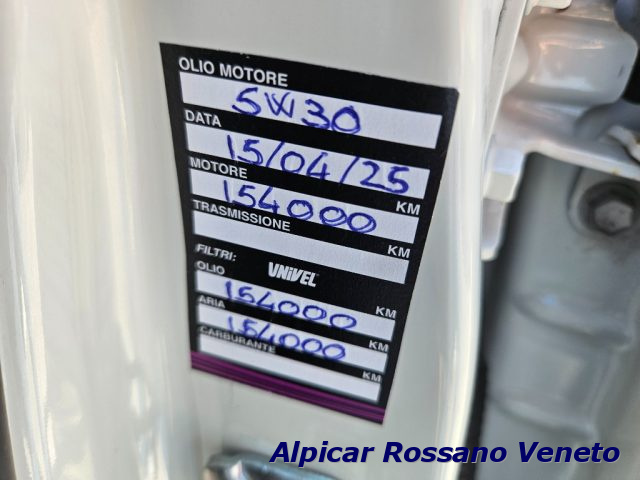 OLIO MOTORE
5W30
DATA
15/04/25
MOTORE
154000 KM
TRASMISSIONE
KM
FILTRI: UNIVEL
OLIO
154000 KM
ARIA
154000 KM
CARBURANTE
KM
Alpicar Rossano Veneto